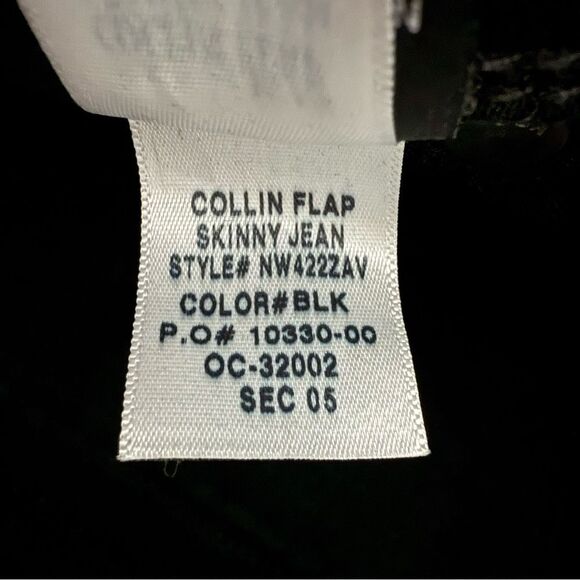 COLLIN FLAP
SKINNY JEAN
STYLE# NW422ZAV
COLOR#BLK
P.O# 10330-00
OC-32002
SEC 05